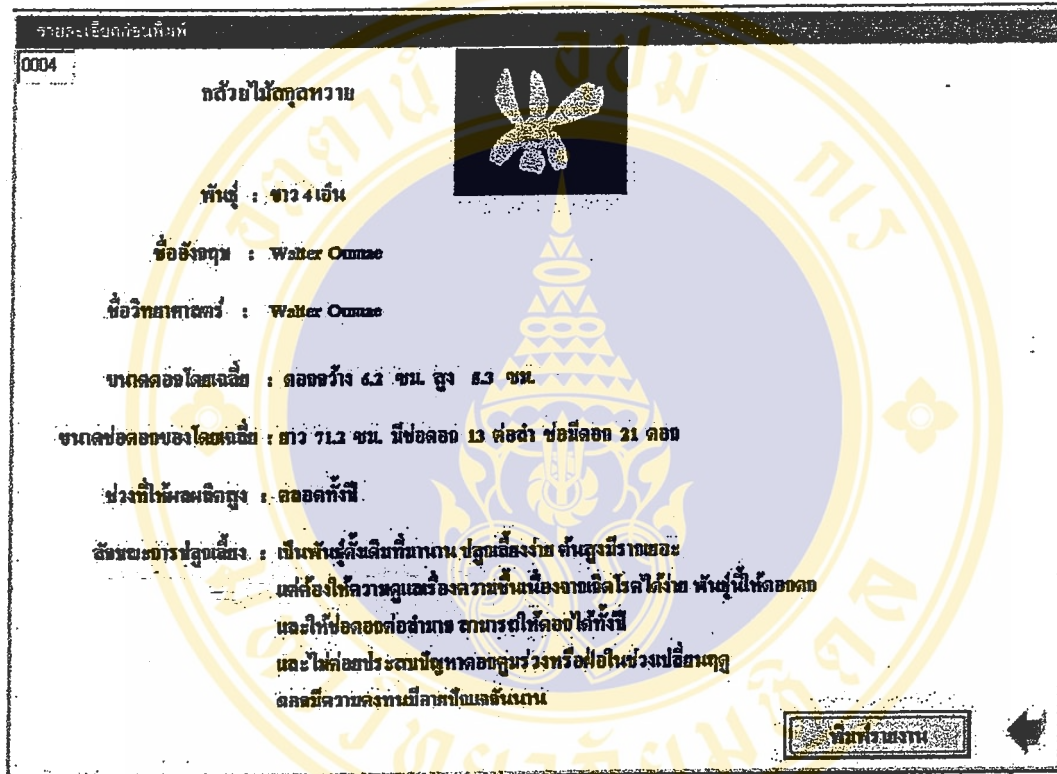 รายละเอียดก่อนพิมพ์
0004
กล้วยไม้สกุลหวาย
พันธุ์ : ขาว 4 เอ็น
ชื่ออังกฤษ : Walter Oumae
ชื่อวิทยาศาสตร์ : Walter Oumae
ขนาดดอกโดยเฉลี่ย : ดอกกว้าง 6.2 ซม. สูง 5.3 ซม.
ขนาดช่อดอกของโดยเฉลี่ย : ยาว 71.2 ซม. มีช่อดอก 13 ต่อลำ ช่อมีดอก 21 ดอก
ช่วงที่ให้ผลผลิตสูง : ตลอดทั้งปี
ลักษณะการปลูกเลี้ยง : เป็นพันธุ์ดั้งเดิมที่มานาน ปลูกเลี้ยงง่าย ต้นสูงมีรากเยอะ
แต่ต้องให้ความดูแลเรื่องความชื้นเนื่องจากเกิดโรคได้ง่าย พันธุ์นี้ให้ดอกดก
และให้ช่อดอกต่อลำมาก สามารถให้ดอกได้ทั้งปี
และไม่ค่อยประสบปัญหาดอกตูมร่วงหรือฝ่อในช่วงเปลี่ยนฤดู
ดอกมีความคงทนมีอายุปักแจกันนาน
พิมพ์รายงาน